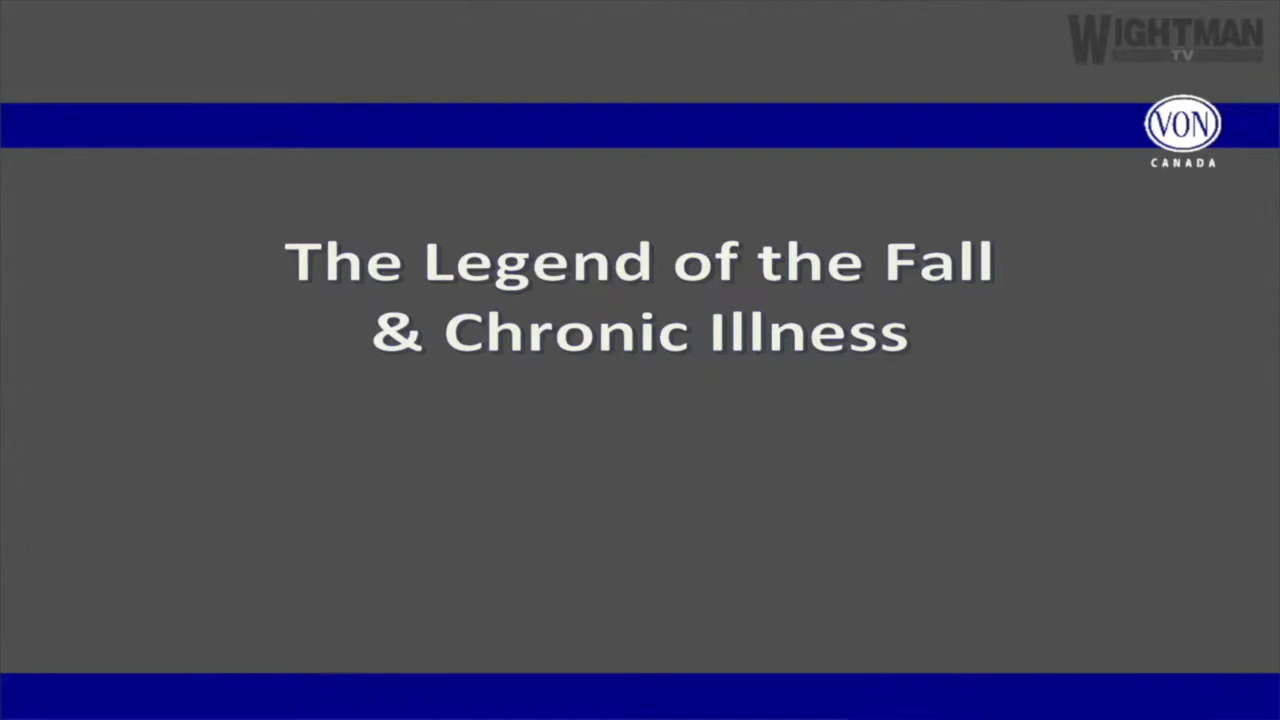 WIGHTMAN
TV
VON
CANADA
The Legend of the Fall
& Chronic Illness